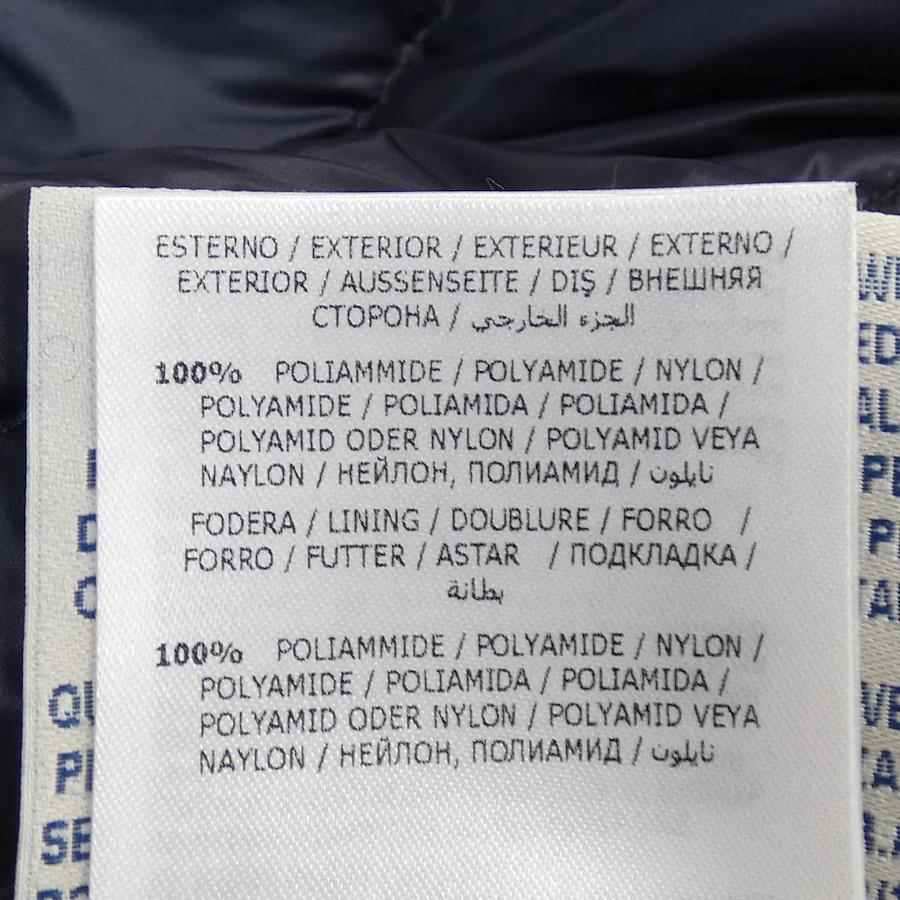 ESTERNO / EXTERIOR / EXTERIEUR / EXTERNO /
EXTERIOR / AUSSENSEITE / DIŞ / ВНЕШНЯЯ
СТОРОНА / الجزء الخارجي
100% POLIAMMIDE / POLYAMIDE / NYLON /
POLYAMIDE / POLIAMIDA / POLIAMIDA /
POLYAMID ODER NYLON / POLYAMID VEYA
NAYLON / НЕЙЛОН, ПОЛИАМИД / نايلون
FODERA / LINING / DOUBLURE / FORRO /
FORRO / FUTTER / ASTAR / ПОДКЛАДКА /
بطانة
100% POLIAMMIDE / POLYAMIDE / NYLON /
POLYAMIDE / POLIAMIDA / POLIAMIDA /
POLYAMID ODER NYLON / POLYAMID VEYA
NAYLON / НЕЙЛОН, ПОЛИАМИД / نايلون